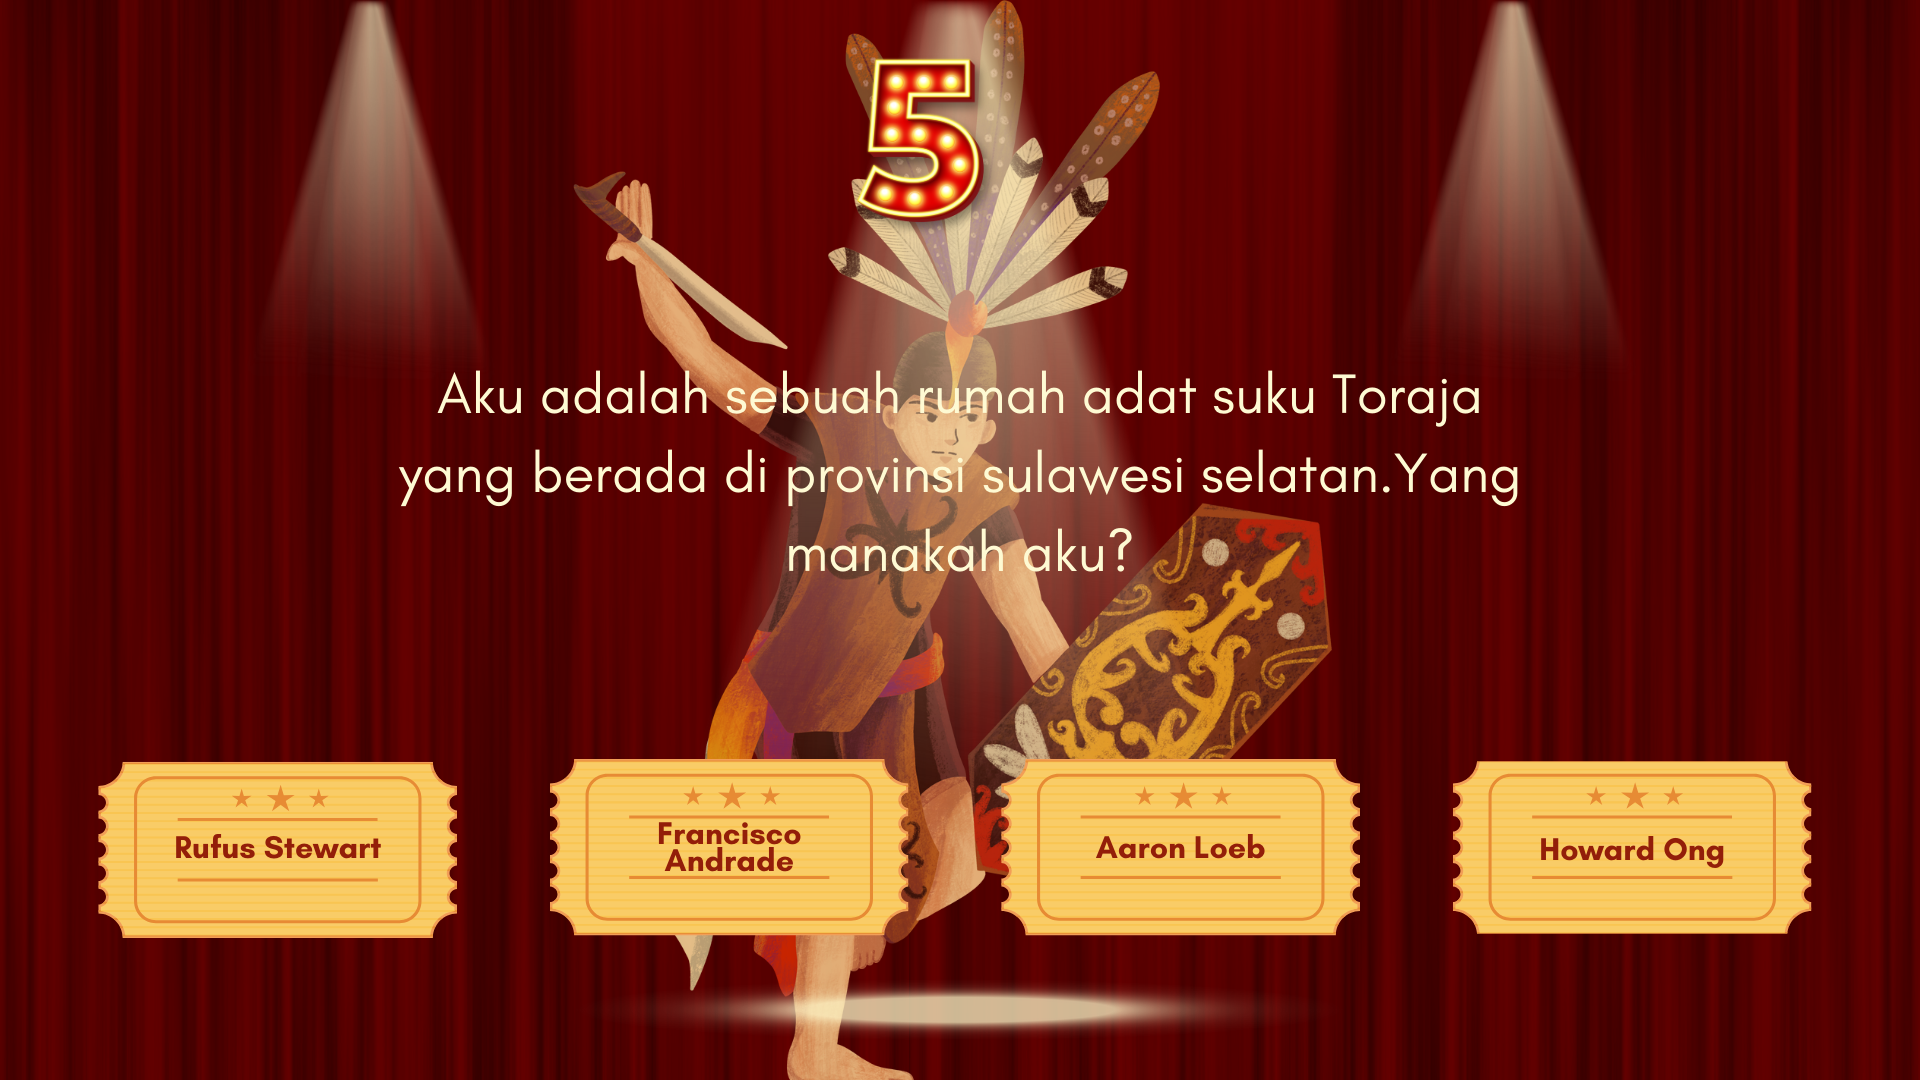 5
Aku adalah sebuah rumah adat suku Toraja
yang berada di provinsi sulawesi selatan.Yang
manakah aku?
Rufus Stewart
Francisco
Andrade
Aaron Loeb
Howard Ong